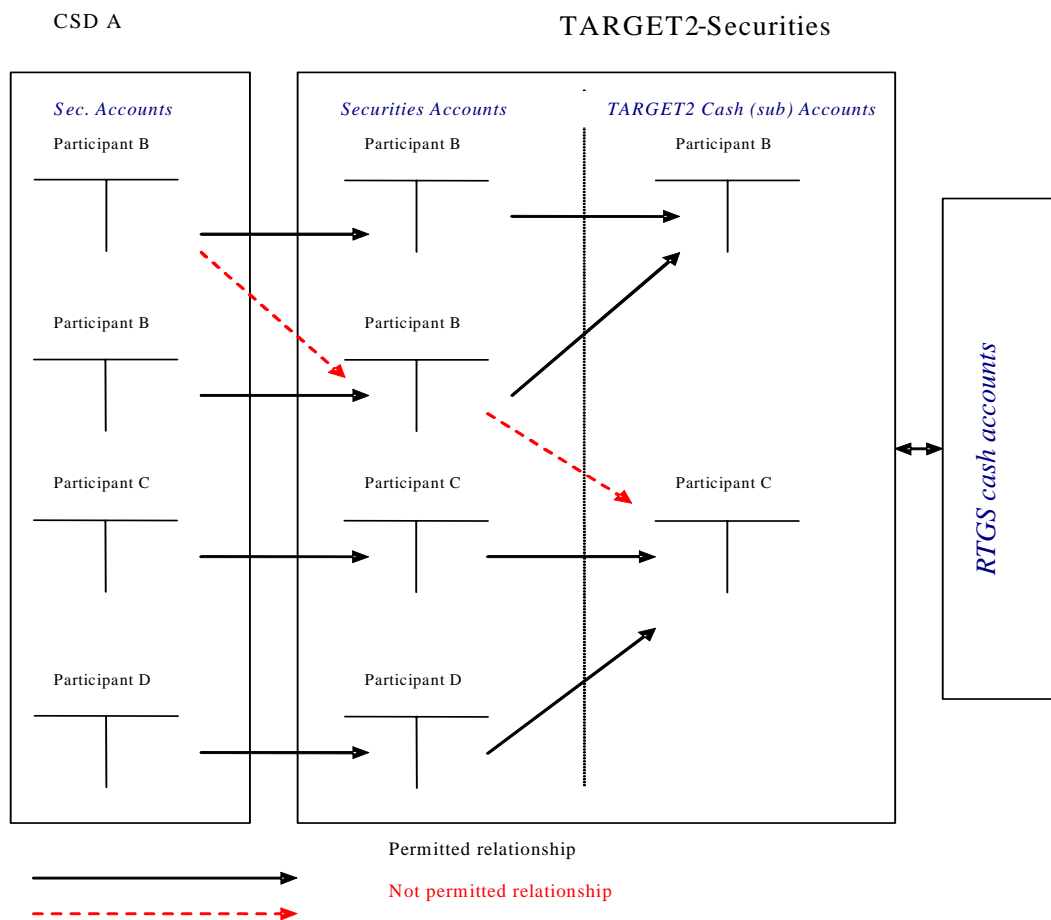 CSD A
TARGET2-Securities
Sec. Accounts
Securities Accounts
TARGET2 Cash (sub) Accounts
Participant B
Participant B
Participant B
Participant B
Participant B
Participant C
Participant C
Participant C
Participant D
Participant D
RTGS cash accounts
Permitted relationship
Not permitted relationship